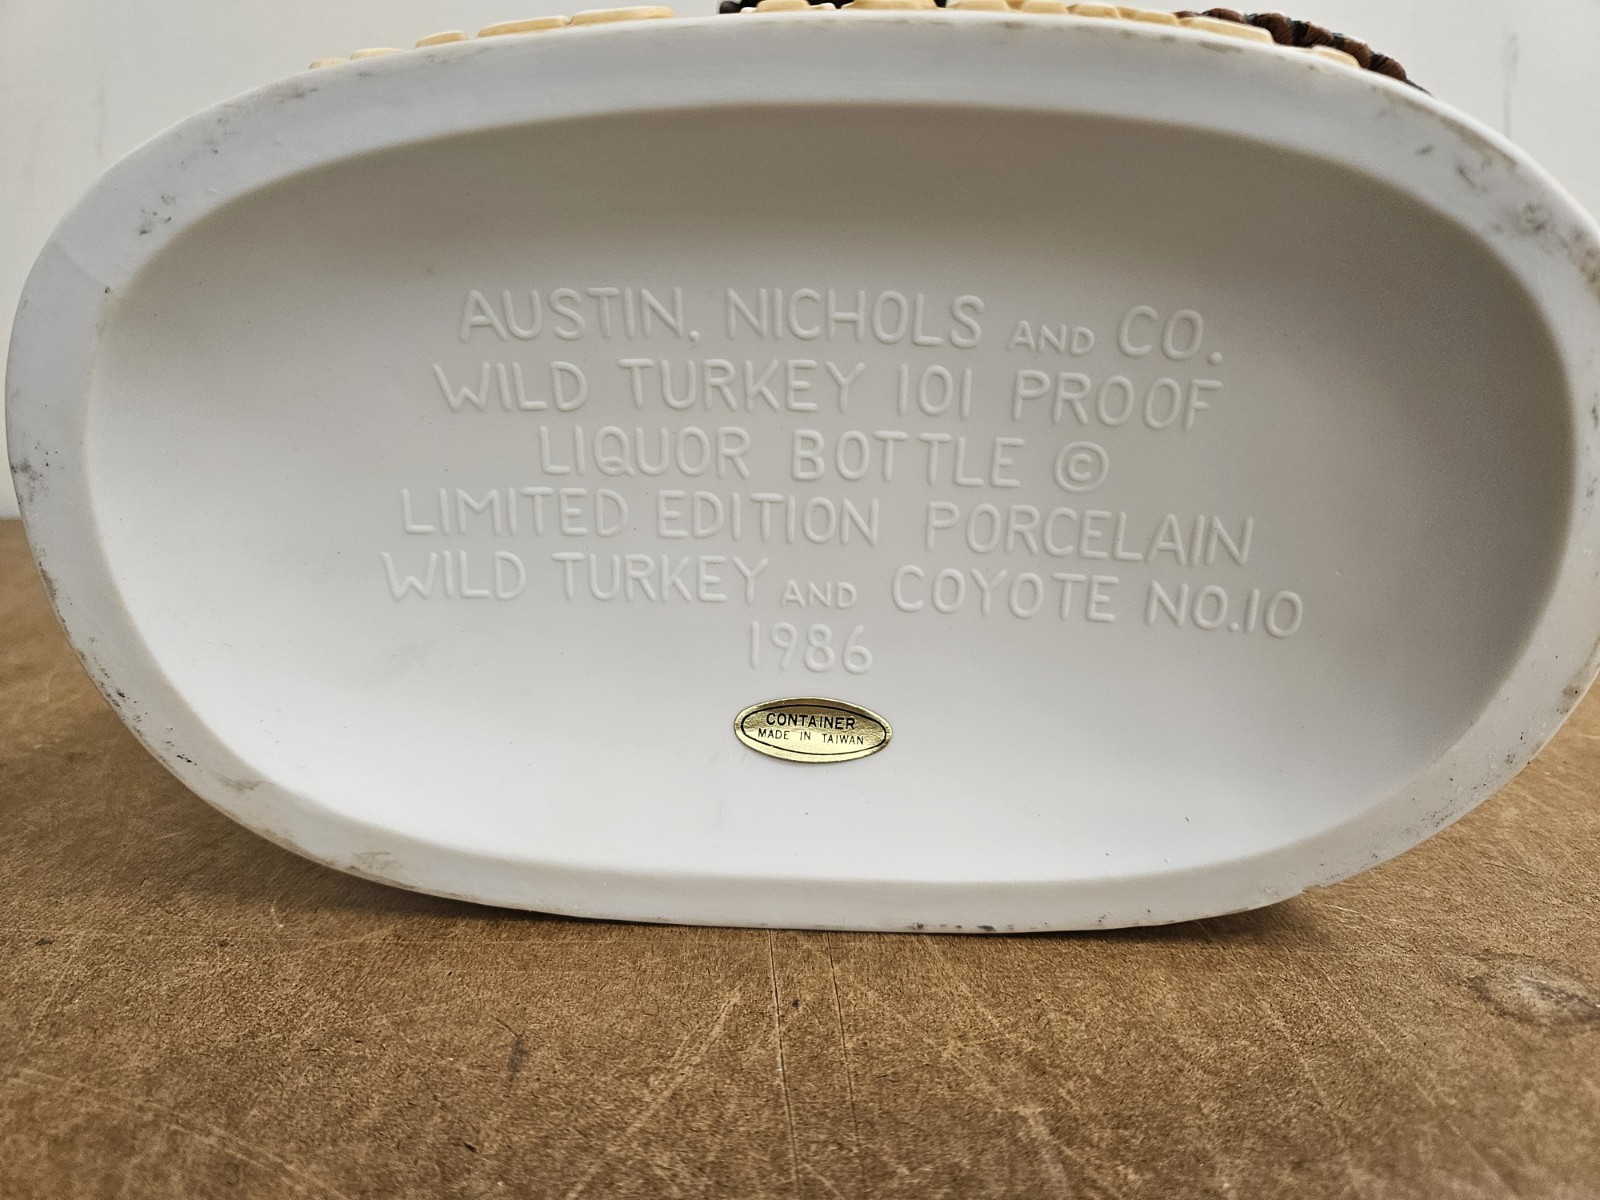 AUSTIN, NICHOLS AND CO.
WILD TURKEY 101 PROOF
LIQUOR BOTTLE ©
LIMITED EDITION PORCELAIN
WILD TURKEY AND COYOTE NO.10
1986
CONTAINER
MADE IN TAIWAN